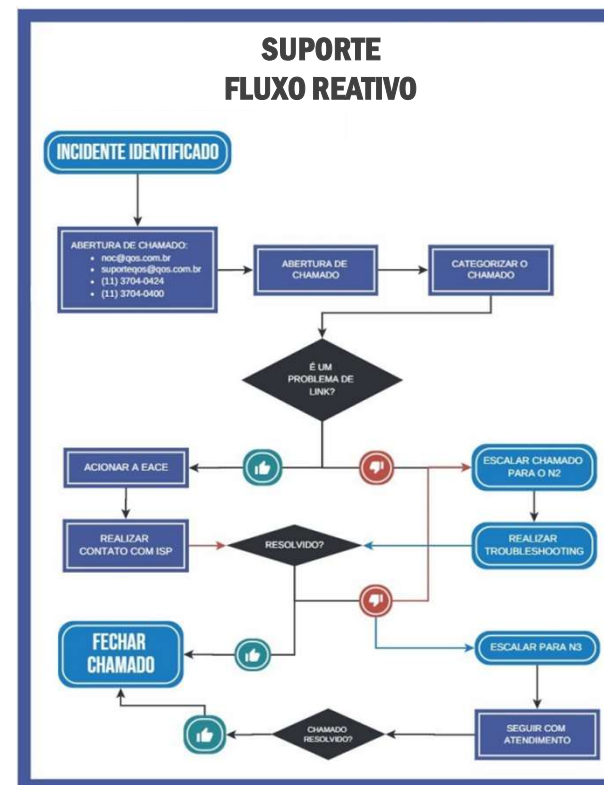 SUPORTE
FLUXO REATIVO
INCIDENTE IDENTIFICADO
ABERTURA DE CHAMADO:
• noc@qos.com.br
• suporteqos@qos.com.br
• (11) 3704-0424
• (11) 3704-0400
ABERTURA DE
CHAMADO
CATEGORIZAR O
CHAMADO
É UM
PROBLEMA DE
LINK?
ACIONAR A EACE
ESCALAR CHAMADO
PARA O N2
REALIZAR
CONTATO COM ISP
RESOLVIDO?
REALIZAR
TROUBLESHOOTING
FECHAR
CHAMADO
ESCALAR PARA N3
CHAMADO
RESOLVIDO?
SEGUIR COM
ATENDIMENTO